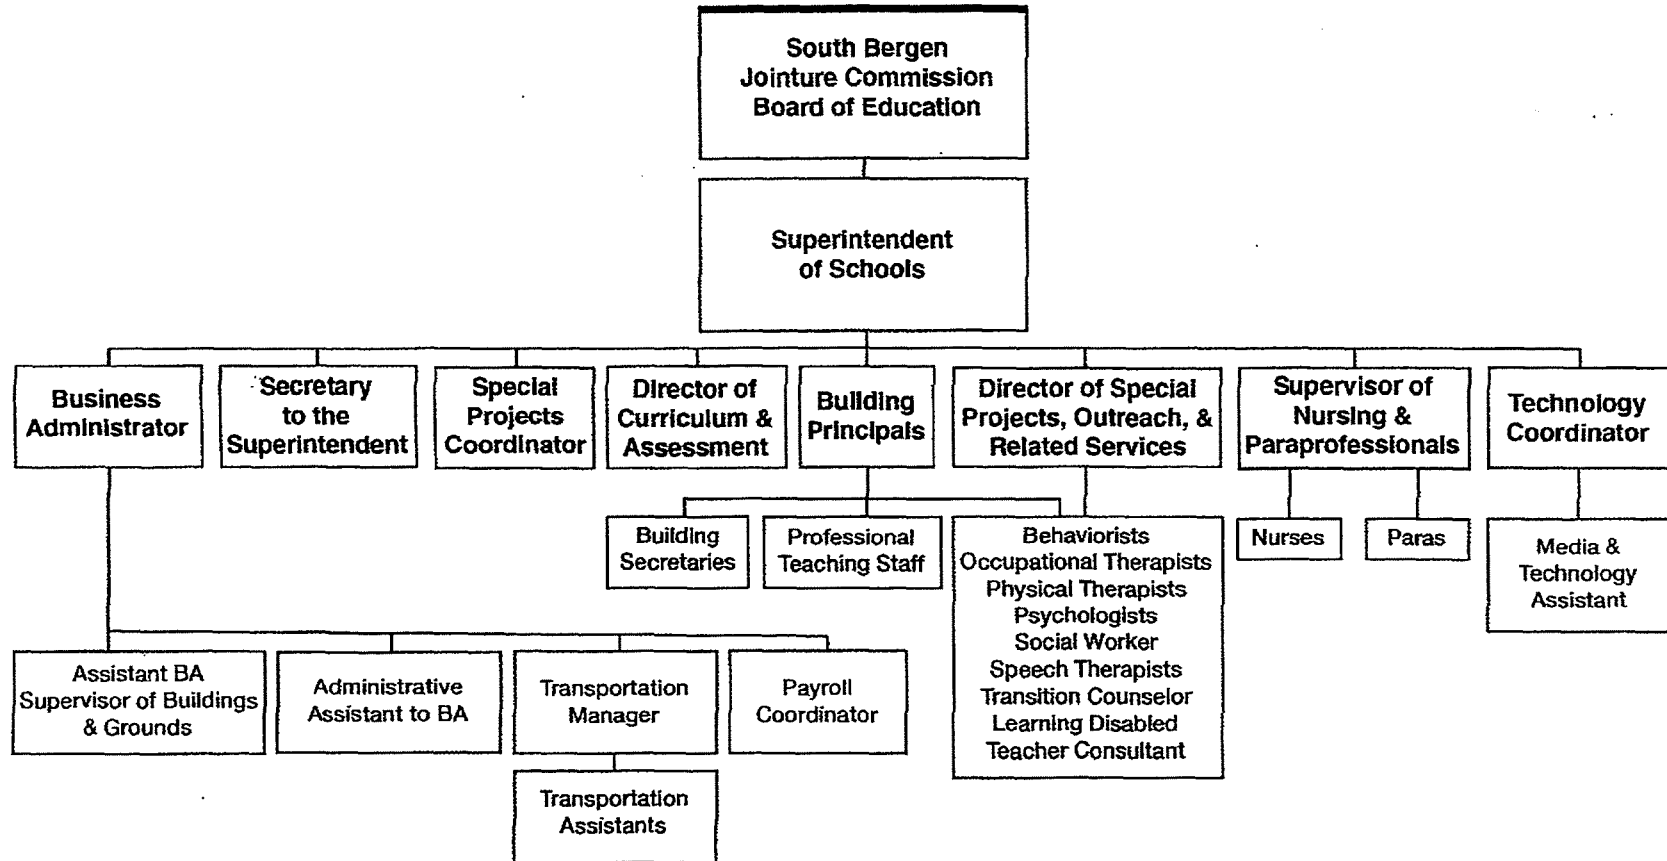 South Bergen
Jointure Commission
Board of Education
Superintendent
of Schools
Business
Administrator
Secretary
to the
Superintendent
Special
Projects
Coordinator
Director of
Curriculum &
Assessment
Building
Principals
Director of Special
Projects, Outreach, &
Related Services
Supervisor of
Nursing &
Paraprofessionals
Technology
Coordinator
Building
Secretaries
Professional
Teaching Staff
Behaviorists
Occupational Therapists
Physical Therapists
Psychologists
Social Worker
Speech Therapists
Transition Counselor
Learning Disabled
Teacher Consultant
Nurses
Paras
Media &
Technology
Assistant
Assistant BA
Supervisor of Buildings
& Grounds
Administrative
Assistant to BA
Transportation
Manager
Payroll
Coordinator
Transportation
Assistants